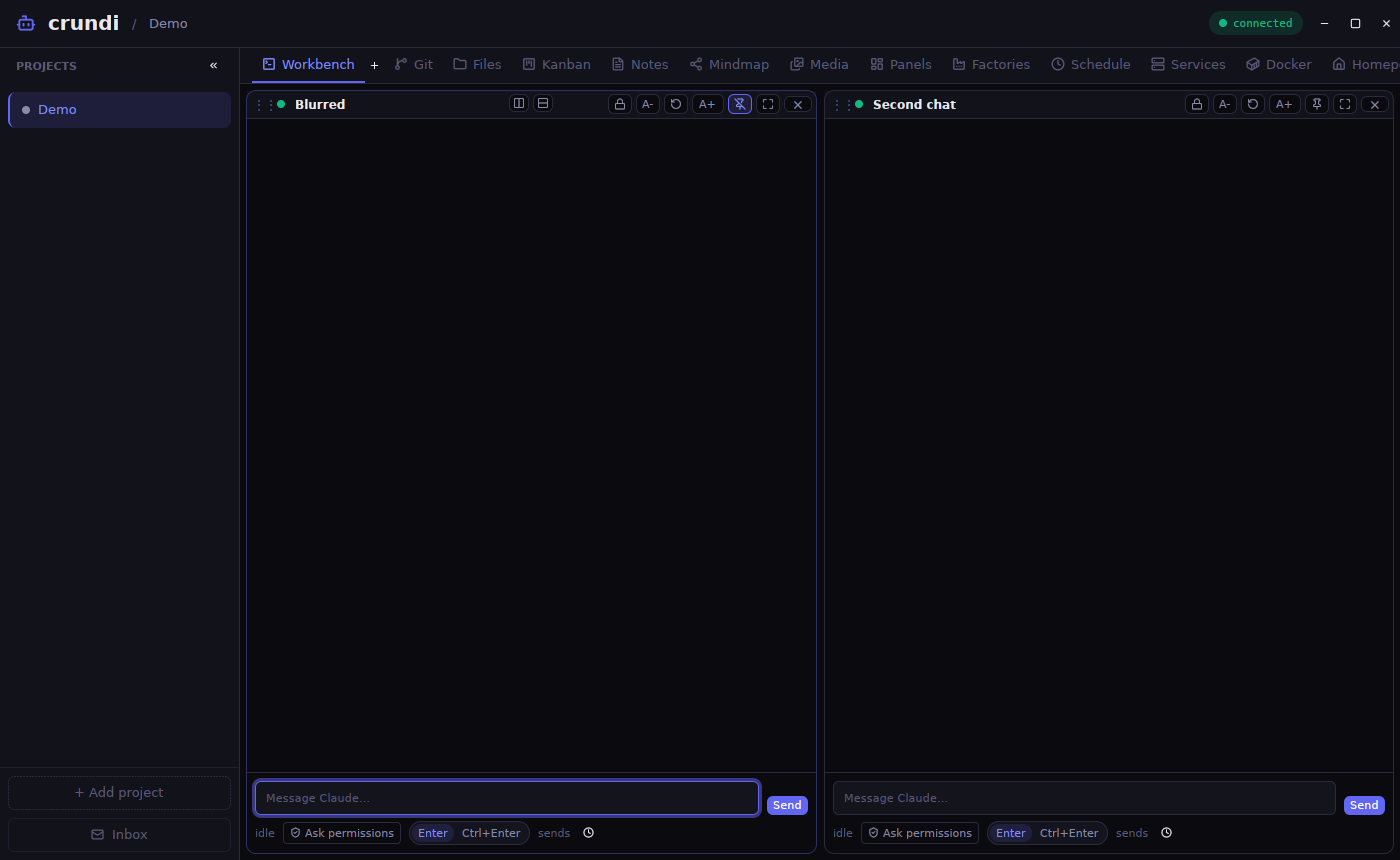 crundi / Demo
connected
PROJECTS «
Demo
+ Add project
Inbox
Workbench + Git Files Kanban Notes Mindmap Media Panels Factories Schedule Services Docker Homep
Blurred A- A+
Message Claude...
Send
idle Ask permissions Enter Ctrl+Enter sends
Second chat A- A+
Message Claude...
Send
idle Ask permissions Enter Ctrl+Enter sends